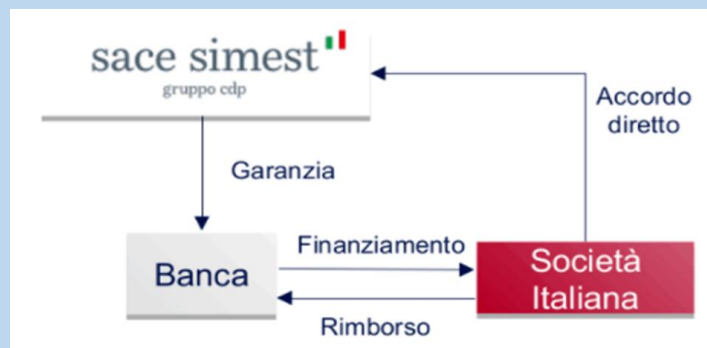 sace simest
gruppo cdp
Accordo
diretto
Garanzia
Banca
Finanziamento
Società
Italiana
Rimborso